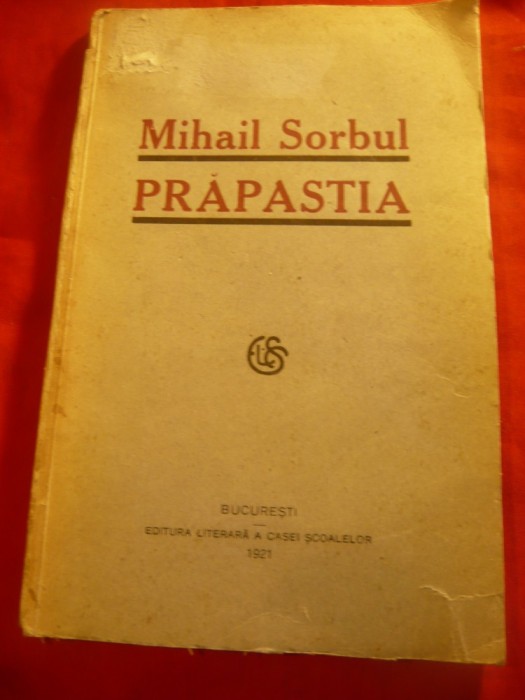 Mihail Sorbul
PRĂPASTIA
BUCUREȘTI
EDITURA LITERARĂ A CASEI ȘCOALELOR
1921